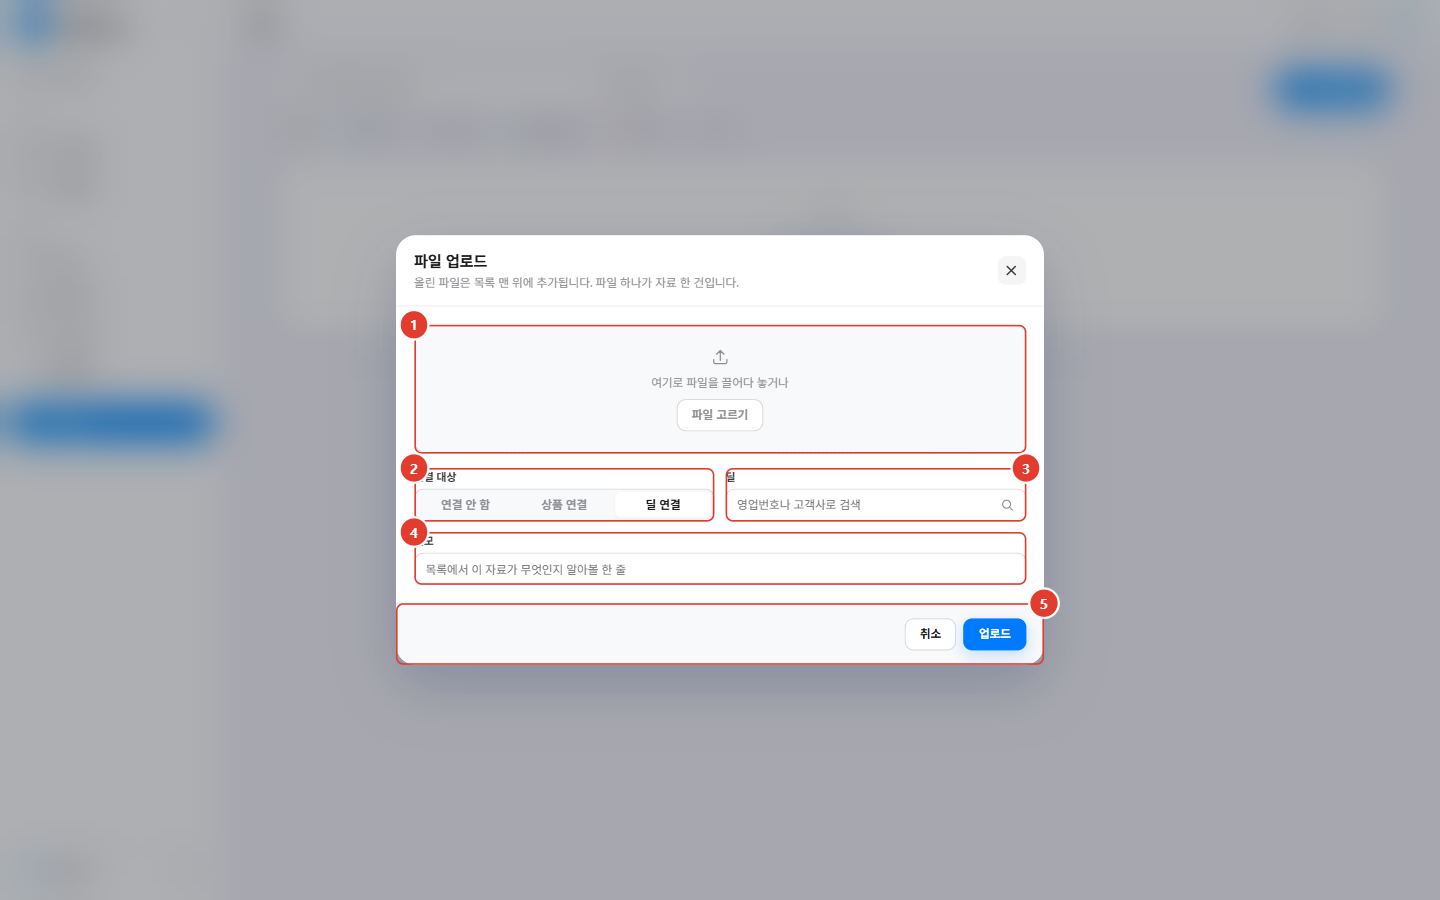 파일 업로드
올린 파일은 목록 맨 위에 추가됩니다. 파일 하나가 자료 한 건입니다.
1
여기로 파일을 끌어다 놓거나
파일 고르기
2
대상
딜
3
연결 안 함
상품 연결
딜 연결
영업번호나 고객사로 검색
4
목록에서 이 자료가 무엇인지 알아볼 한 줄
5
취소
업로드